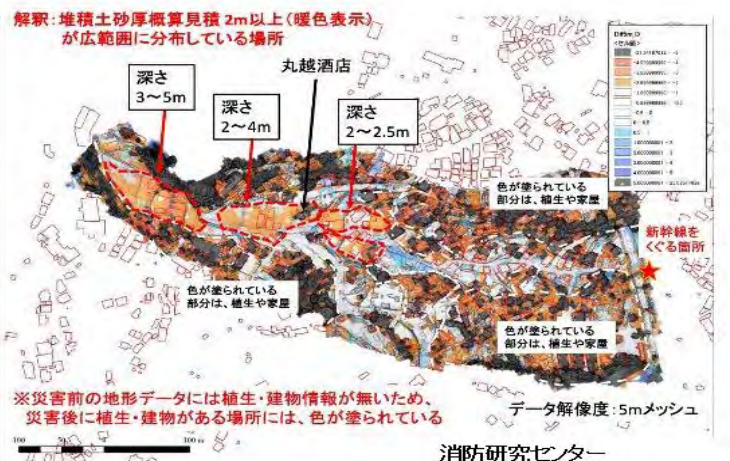 解釈：堆積土砂厚概算見積 2m以上（暖色表示）
が広範囲に分布している場所
丸越酒店
深さ
3～5m
深さ
2～4m
深さ
2～2.5m
色が塗られている
部分は、植生や家屋
新幹線を
くぐる箇所
色が塗られている
部分は、植生や家屋
色が塗られている
部分は、植生や家屋
※災害前の地形データには植生・建物情報が無いため、
災害後に植生・建物がある場所には、色が塗られている
データ解像度：5mメッシュ
消防研究センター